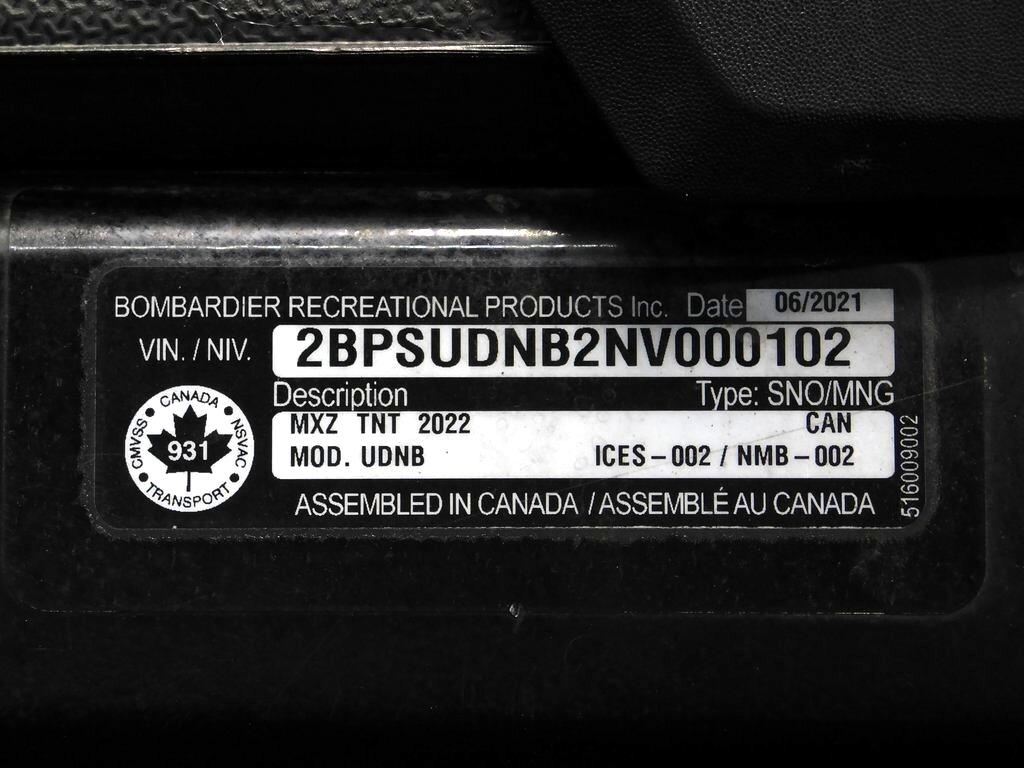 BOMBARDIER RECREATIONAL PRODUCTS Inc. Date 06/2021
VIN. / NIV. 2BPSUDNB2NV000102
Description Type: SNO/MNG
MXZ TNT 2022 CAN
MOD. UDNB ICES-002 / NMB-002
ASSEMBLED IN CANADA / ASSEMBLÉ AU CANADA
516009002
CANADA
CMVSS
NSVAC
931
TRANSPORT